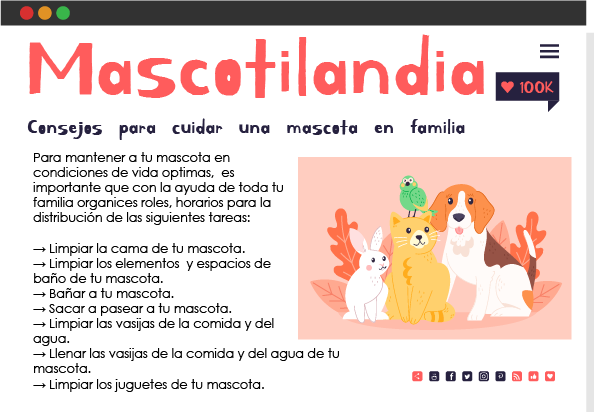 Mascotilandia
100K
Consejos para cuidar una mascota en familia
Para mantener a tu mascota en
condiciones de vida optimas, es
importante que con la ayuda de toda tu
familia organices roles, horarios para la
distribución de las siguientes tareas:
→ Limpiar la cama de tu mascota.
→ Limpiar los elementos y espacios de
baño de tu mascota.
→ Bañar a tu mascota.
→ Sacar a pasear a tu mascota.
→ Limpiar las vasijas de la comida y del
agua.
→ Llenar las vasijas de la comida y del agua de tu
mascota.
→ Limpiar los juguetes de tu mascota.